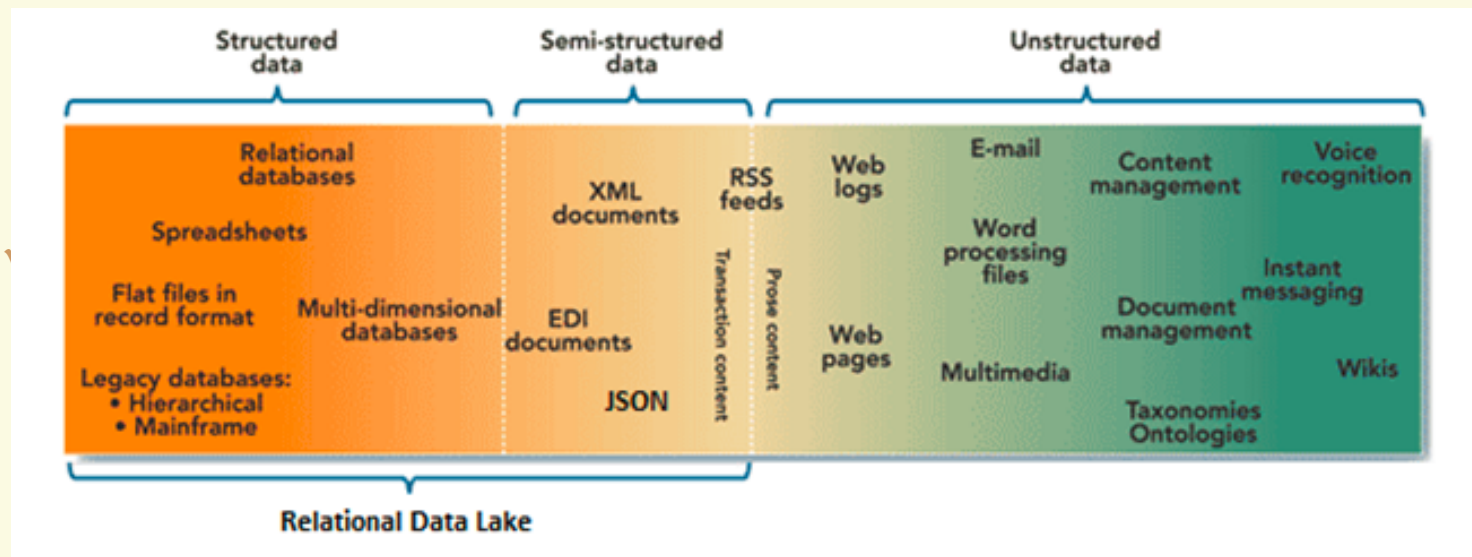 Structured
data
Semi-structured
data
Unstructured
data
Relational
databases
Spreadsheets
Flat files in
record format
Multi-dimensional
databases
Legacy databases:
• Hierarchical
• Mainframe
XML
documents
RSS
feeds
EDI
documents
JSON
Transaction content
Prose content
Web
logs
Web
pages
E-mail
Word
processing
files
Multimedia
Content
management
Document
management
Taxonomies
Ontologies
Voice
recognition
Instant
messaging
Wikis
Relational Data Lake